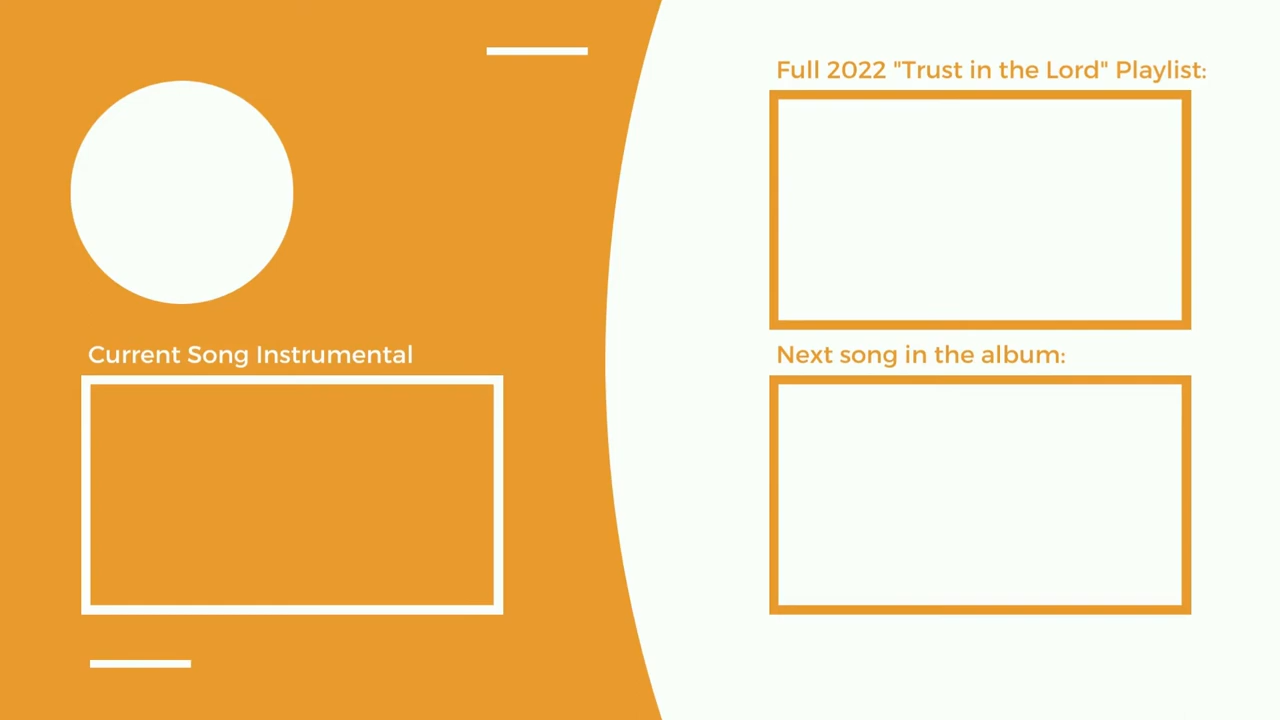 Full 2022 "Trust in the Lord" Playlist:
Current Song Instrumental
Next song in the album: